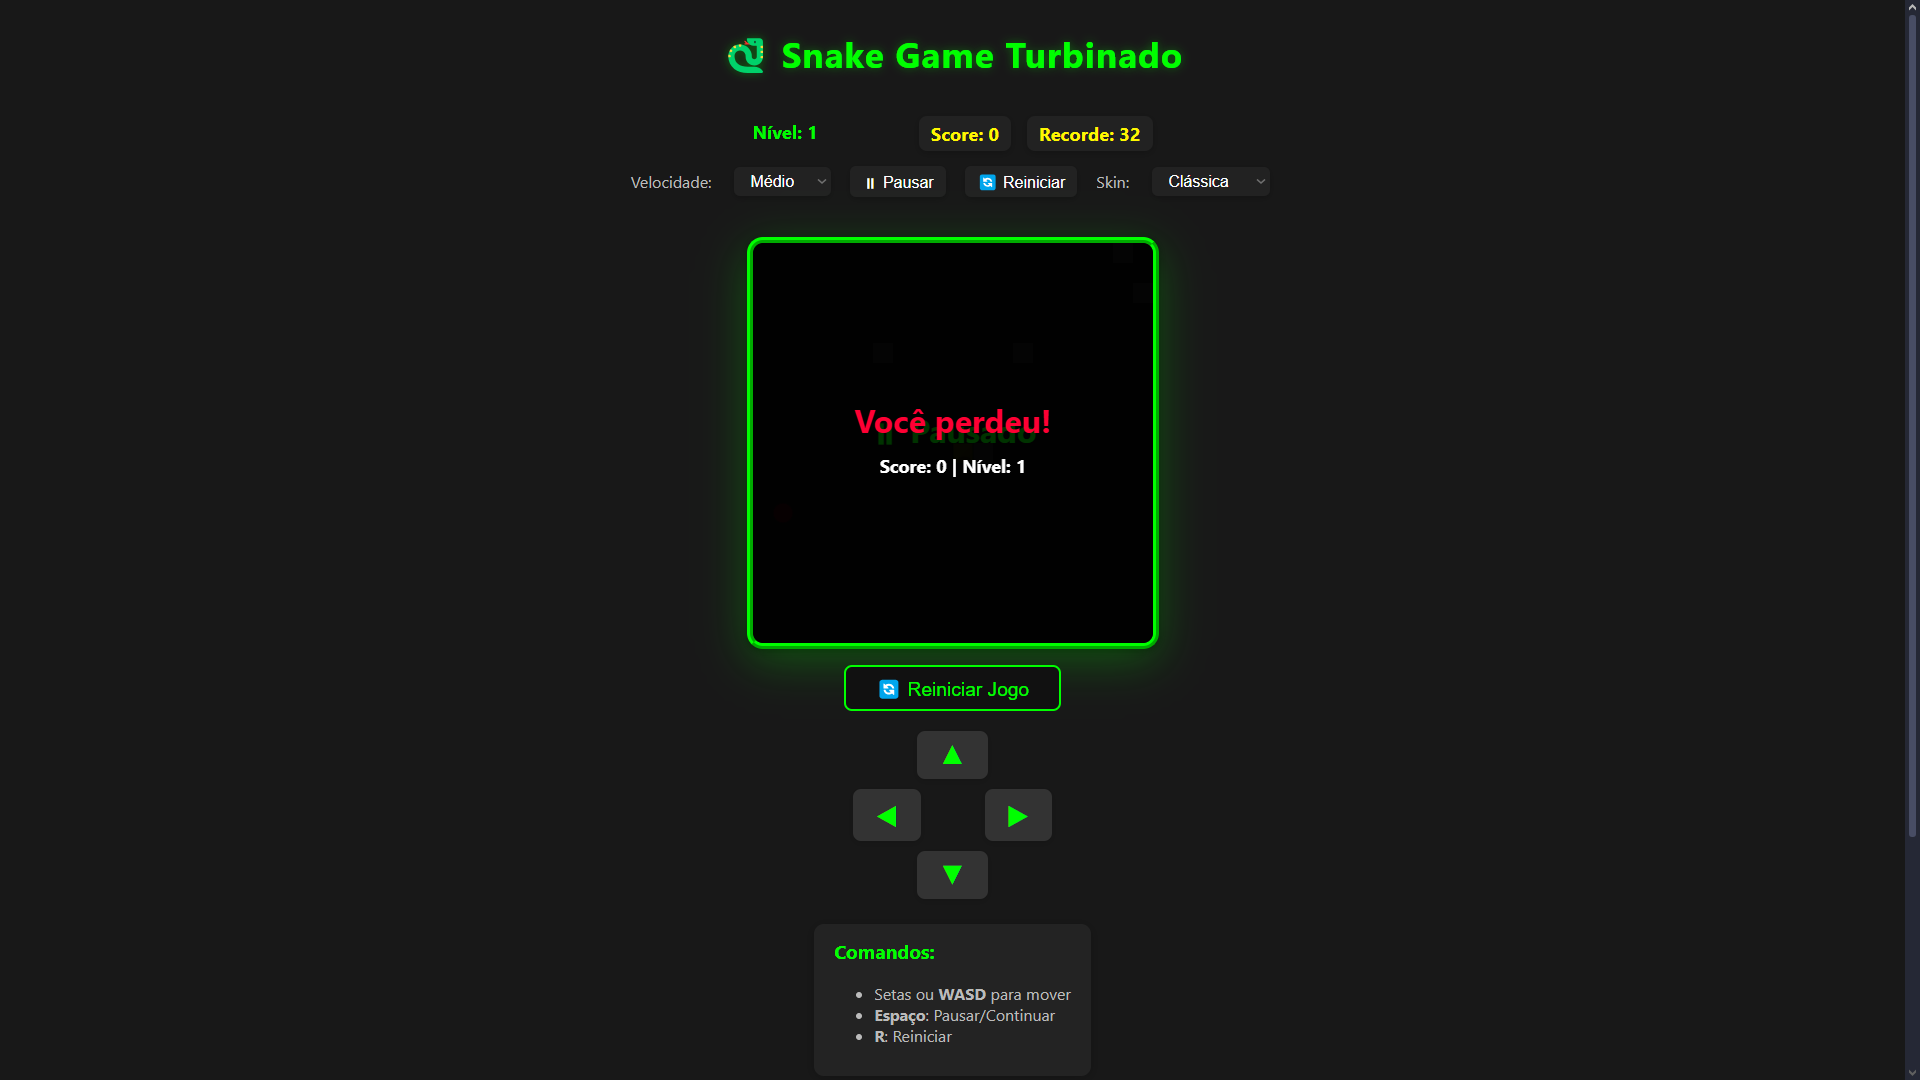 Snake Game Turbinado
Nível: 1
Score: 0
Recorde: 32
Velocidade:
Médio
Pausar
Reiniciar
Skin:
Clássica
Você perdeu!
Pausado
Score: 0 | Nível: 1
Reiniciar Jogo
Comandos:
Setas ou WASD para mover
Espaço: Pausar/Continuar
R: Reiniciar